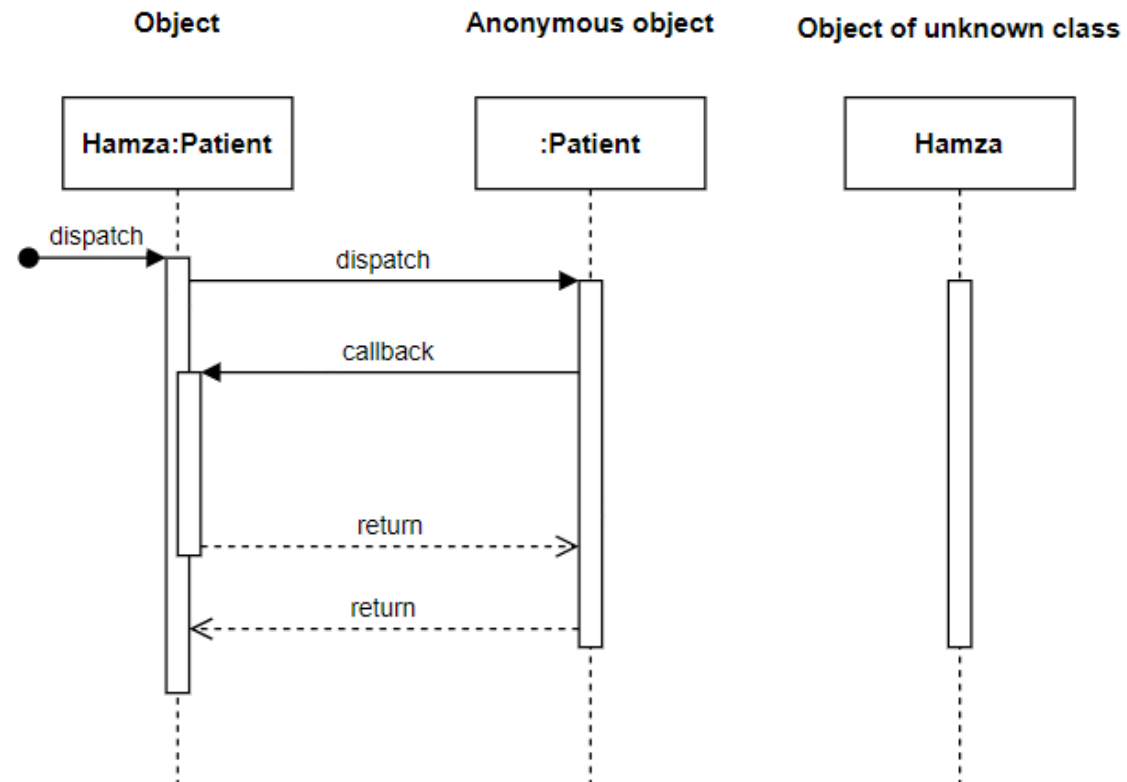 Object
Anonymous object
Object of unknown class
Hamza:Patient
:Patient
Hamza
dispatch
dispatch
callback
return
return